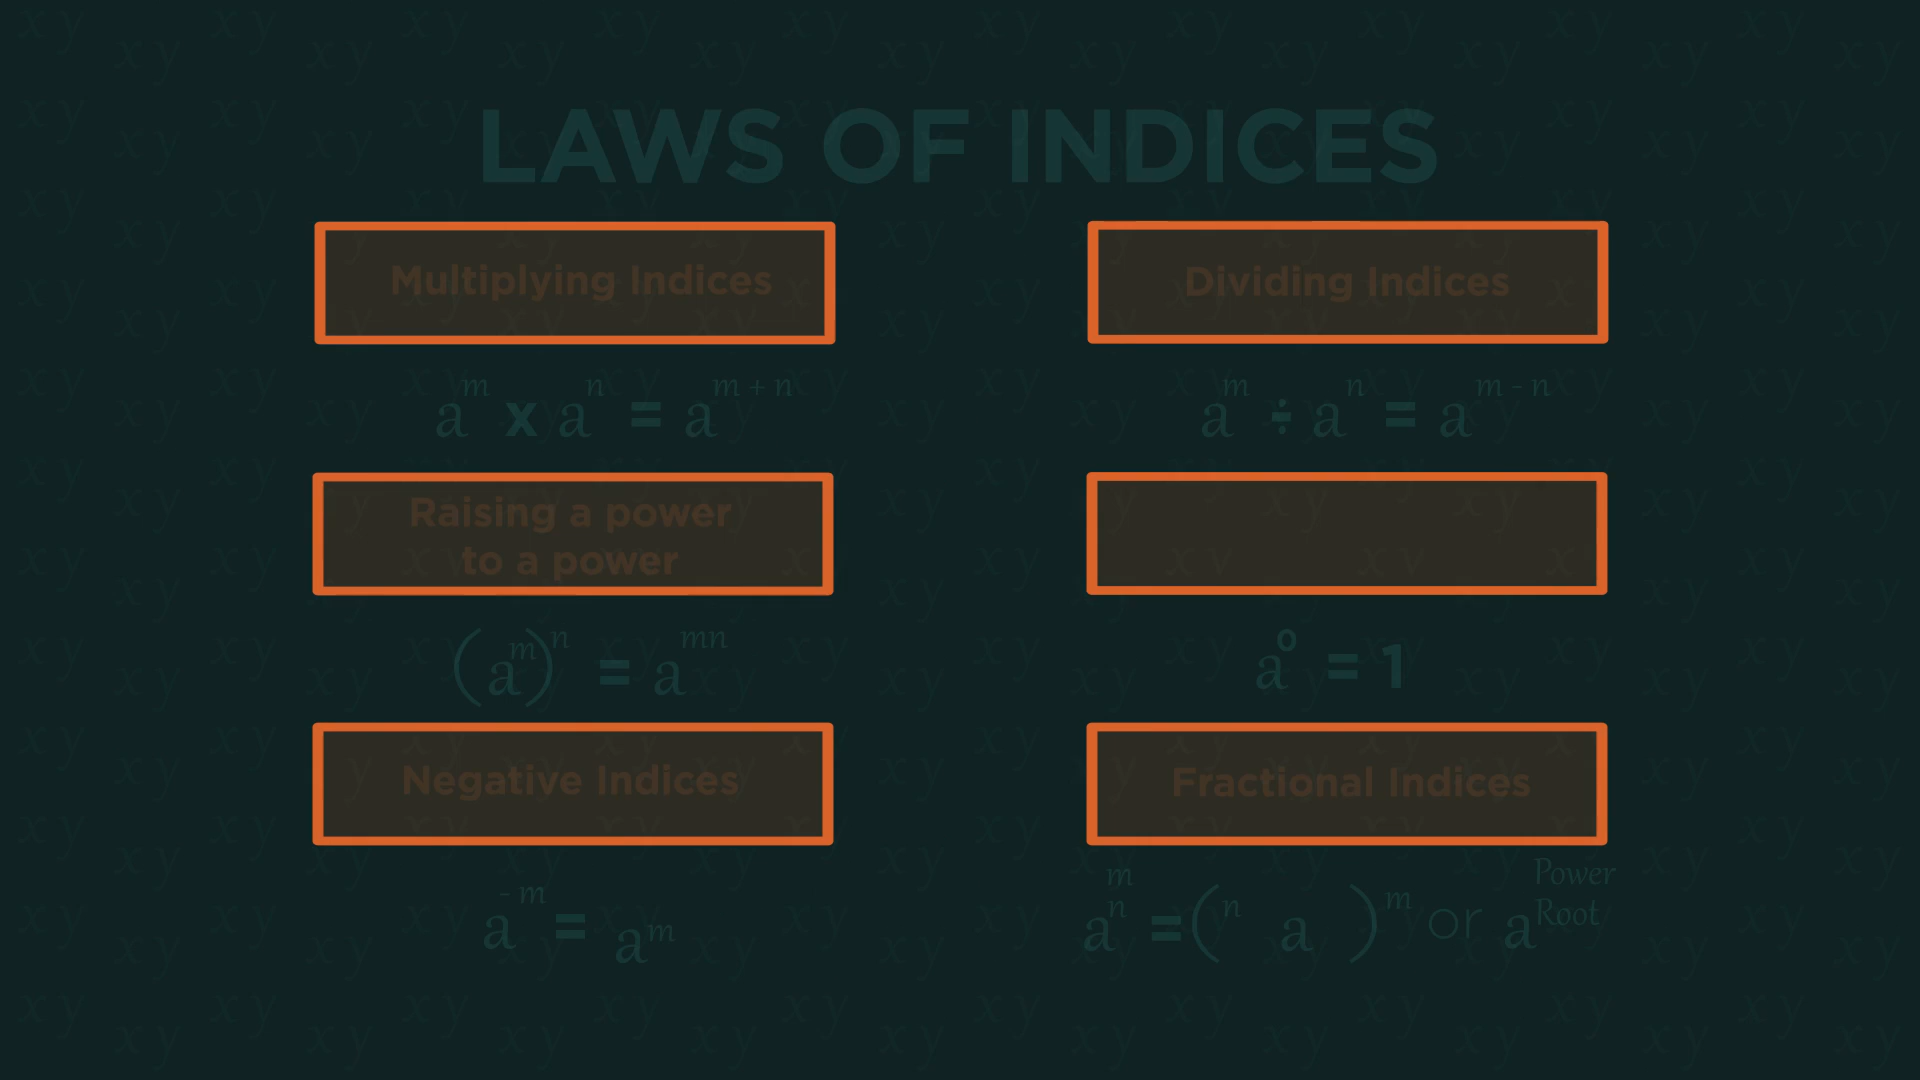 LAWS OF INDICES
Multiplying Indices
Dividing Indices
a^m x a^n = a^(m + n)
a^m ÷ a^n = a^(m - n)
Raising a power
to a power
(a^m)^n = a^(mn)
a^0 = 1
Negative Indices
Fractional Indices
a^(-m) = a^m
a^(m n) = (n a)^m or a^(Power Root)